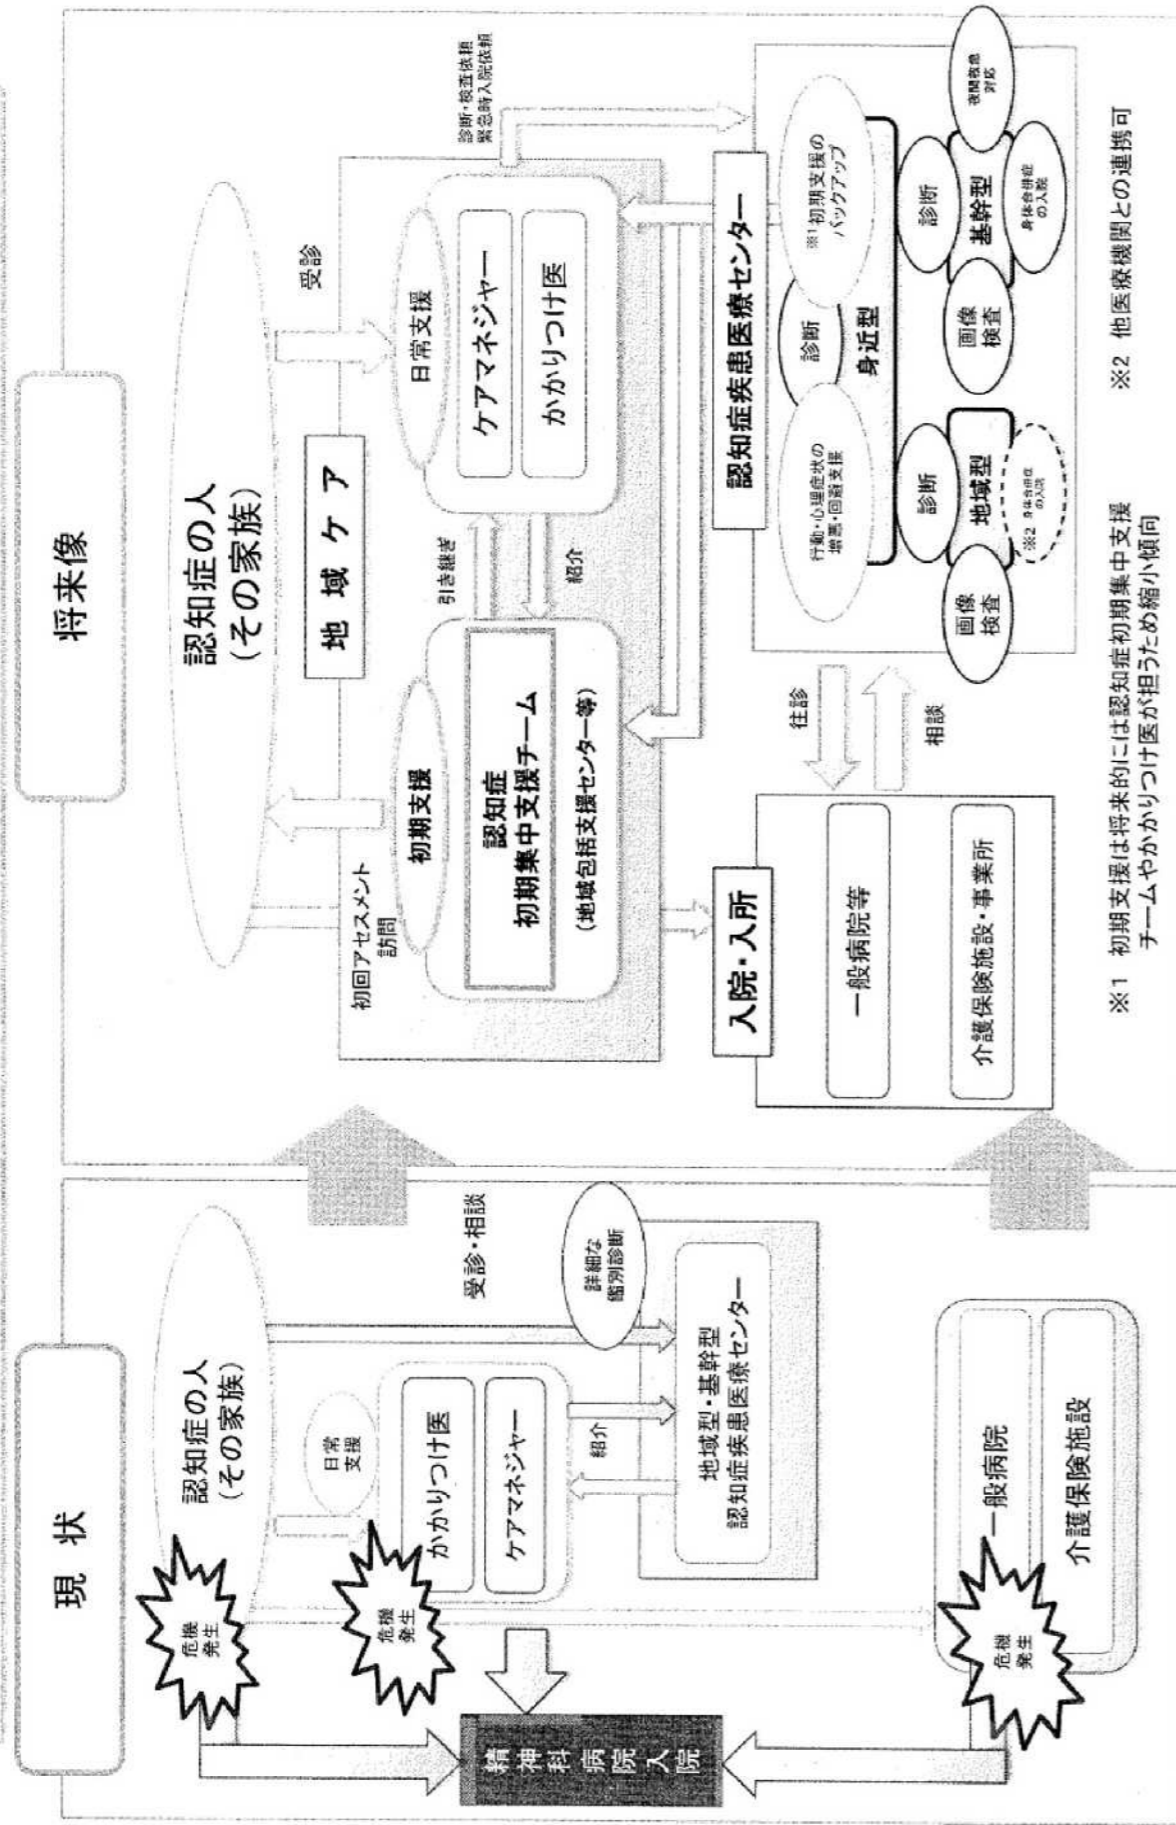 現 状
認知症の人
(その家族)
危機
発生
日常
支援
かかりつけ医
ケアマネジャー
危機
発生
受診・相談
紹介
詳細な
鑑別診断
地域型・基幹型
認知症疾患医療センター
精神科病院入院
一般病院
介護保険施設
危機
発生
将来像
認知症の人
(その家族)
受診
初回アセスメント
訪問
地 域 ケ ア
初期支援
認知症
初期集中支援チーム
(地域包括支援センター等)
引き継ぎ
紹介
日常支援
ケアマネジャー
かかりつけ医
診断・検査依頼
緊急時入院依頼
入院・入所
一般病院等
介護保険施設・事業所
往診
相談
認知症疾患医療センター
行動・心理症状の
増悪・回避支援
診断
※1 初期支援の
バックアップ
身近型
画像
検査
診断
地域型
※2 身体合併症
の入院
画像
検査
診断
基幹型
身体合併症
の入院
夜間救急
対応
※1 初期支援は将来的には認知症初期集中支援
チームやかかりつけ医が担うため縮小傾向
※2 他医療機関との連携可